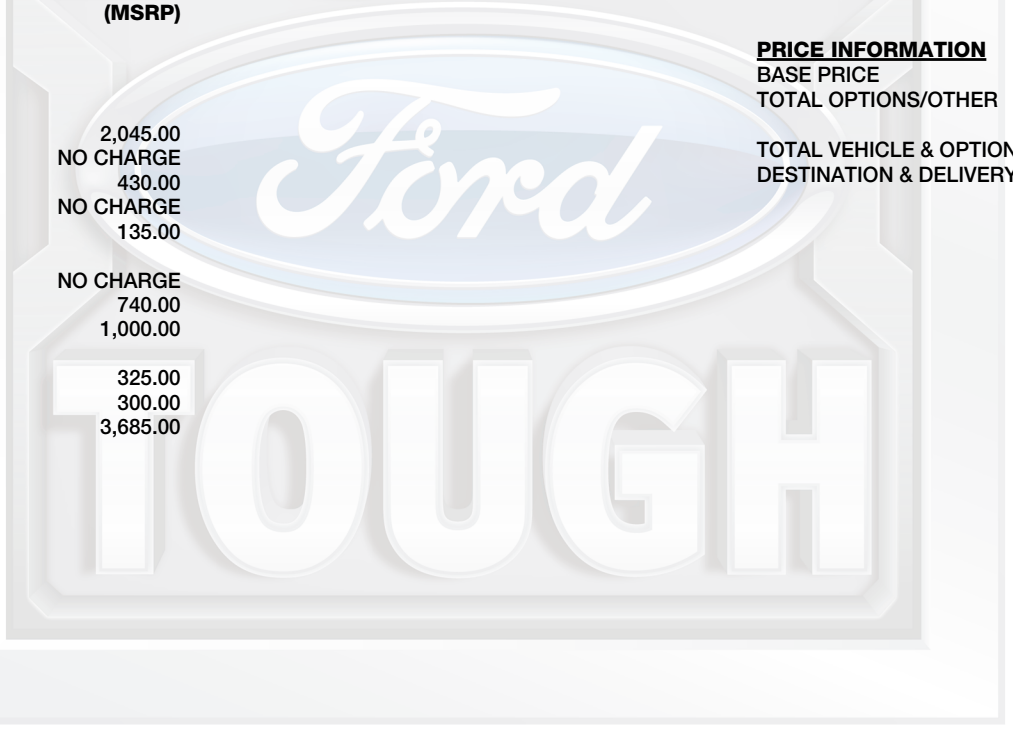 (MSRP)
2,045.00
NO CHARGE
430.00
NO CHARGE
135.00
NO CHARGE
740.00
1,000.00
325.00
300.00
3,685.00
PRICE INFORMATION
BASE PRICE
TOTAL OPTIONS/OTHER
TOTAL VEHICLE & OPTION
DESTINATION & DELIVERY
Ford
TOUGH